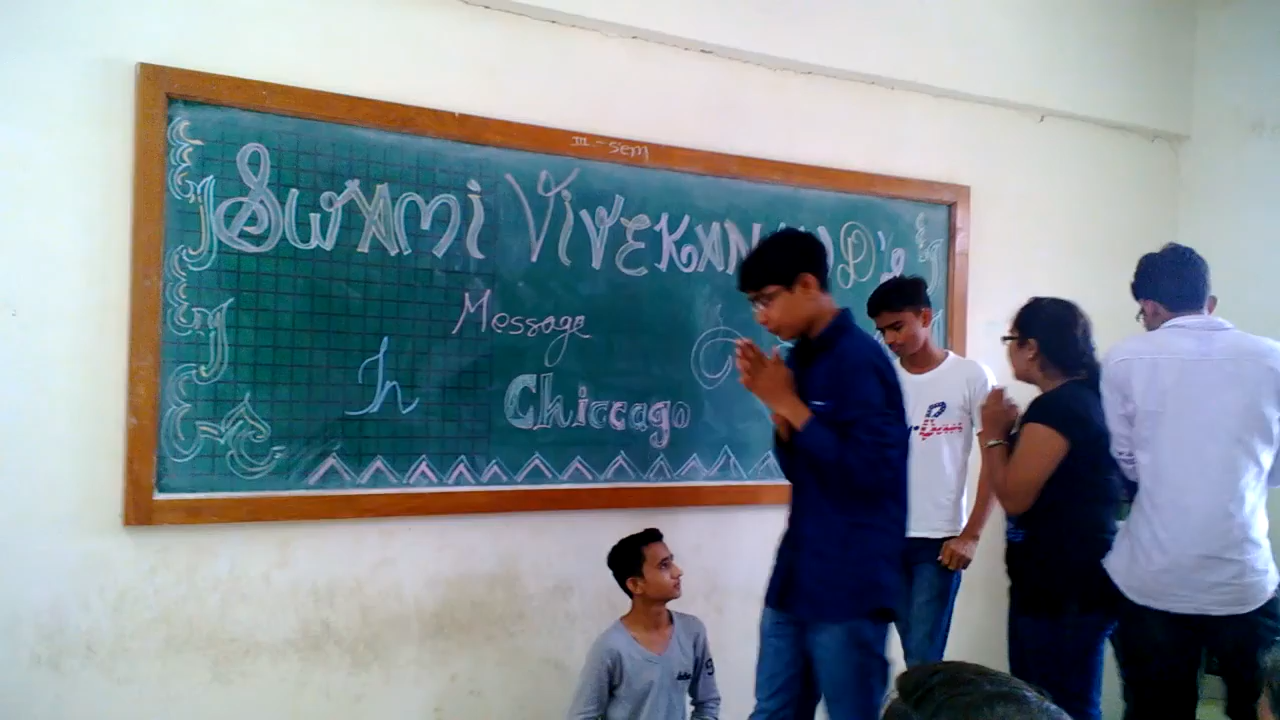 III - sem
SWAMI VIVEKAN D's
Message
In
Chiccago